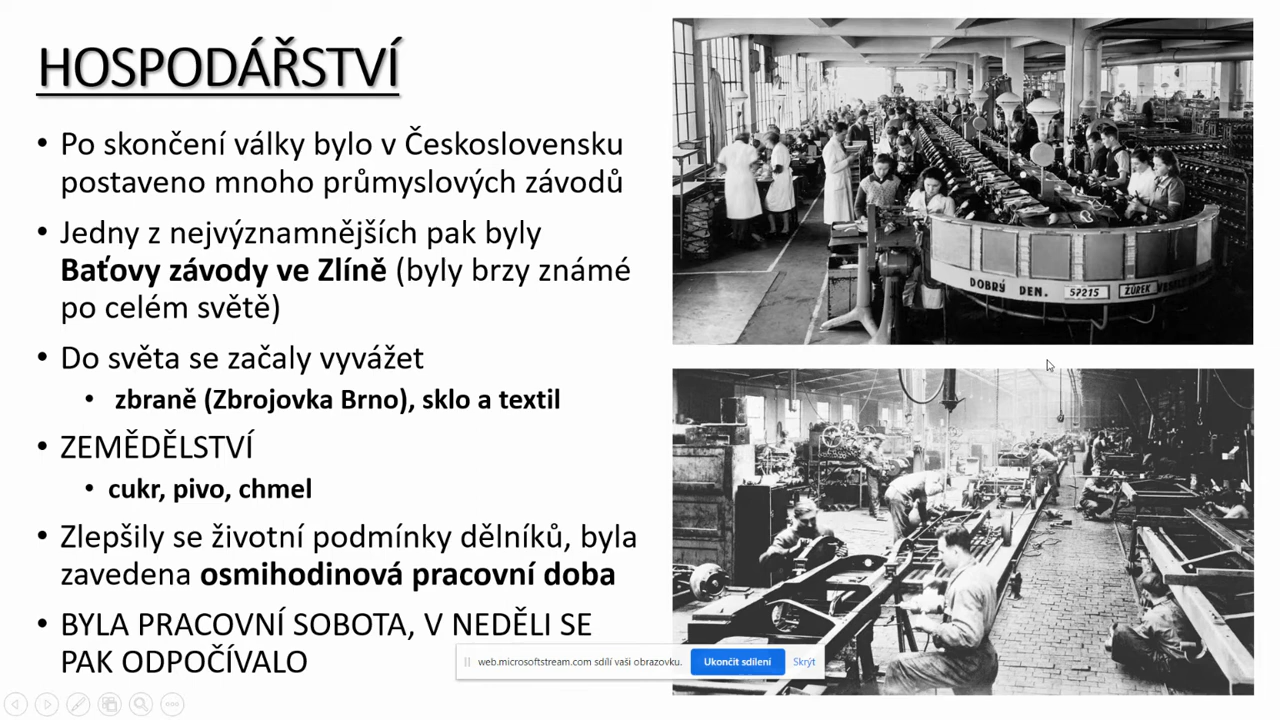 HOSPODÁŘSTVÍ
• Po skončení války bylo v Československu
postaveno mnoho průmyslových závodů
• Jedny z nejvýznamnějších pak byly
Baťovy závody ve Zlíně (byly brzy známé
po celém světě)
• Do světa se začaly vyvážet
• zbraně (Zbrojovka Brno), sklo a textil
• ZEMĚDĚLSTVÍ
• cukr, pivo, chmel
• Zlepšily se životní podmínky dělníků, byla
zavedena osmihodinová pracovní doba
• BYLA PRACOVNÍ SOBOTA, V NEDĚLI SE
PAK ODPOČÍVALO
DOBRÝ DEN. 57215 ŽŮREK
web.microsoftstream.com sdílí vaši obrazovku. Ukončit sdílení Skrýt